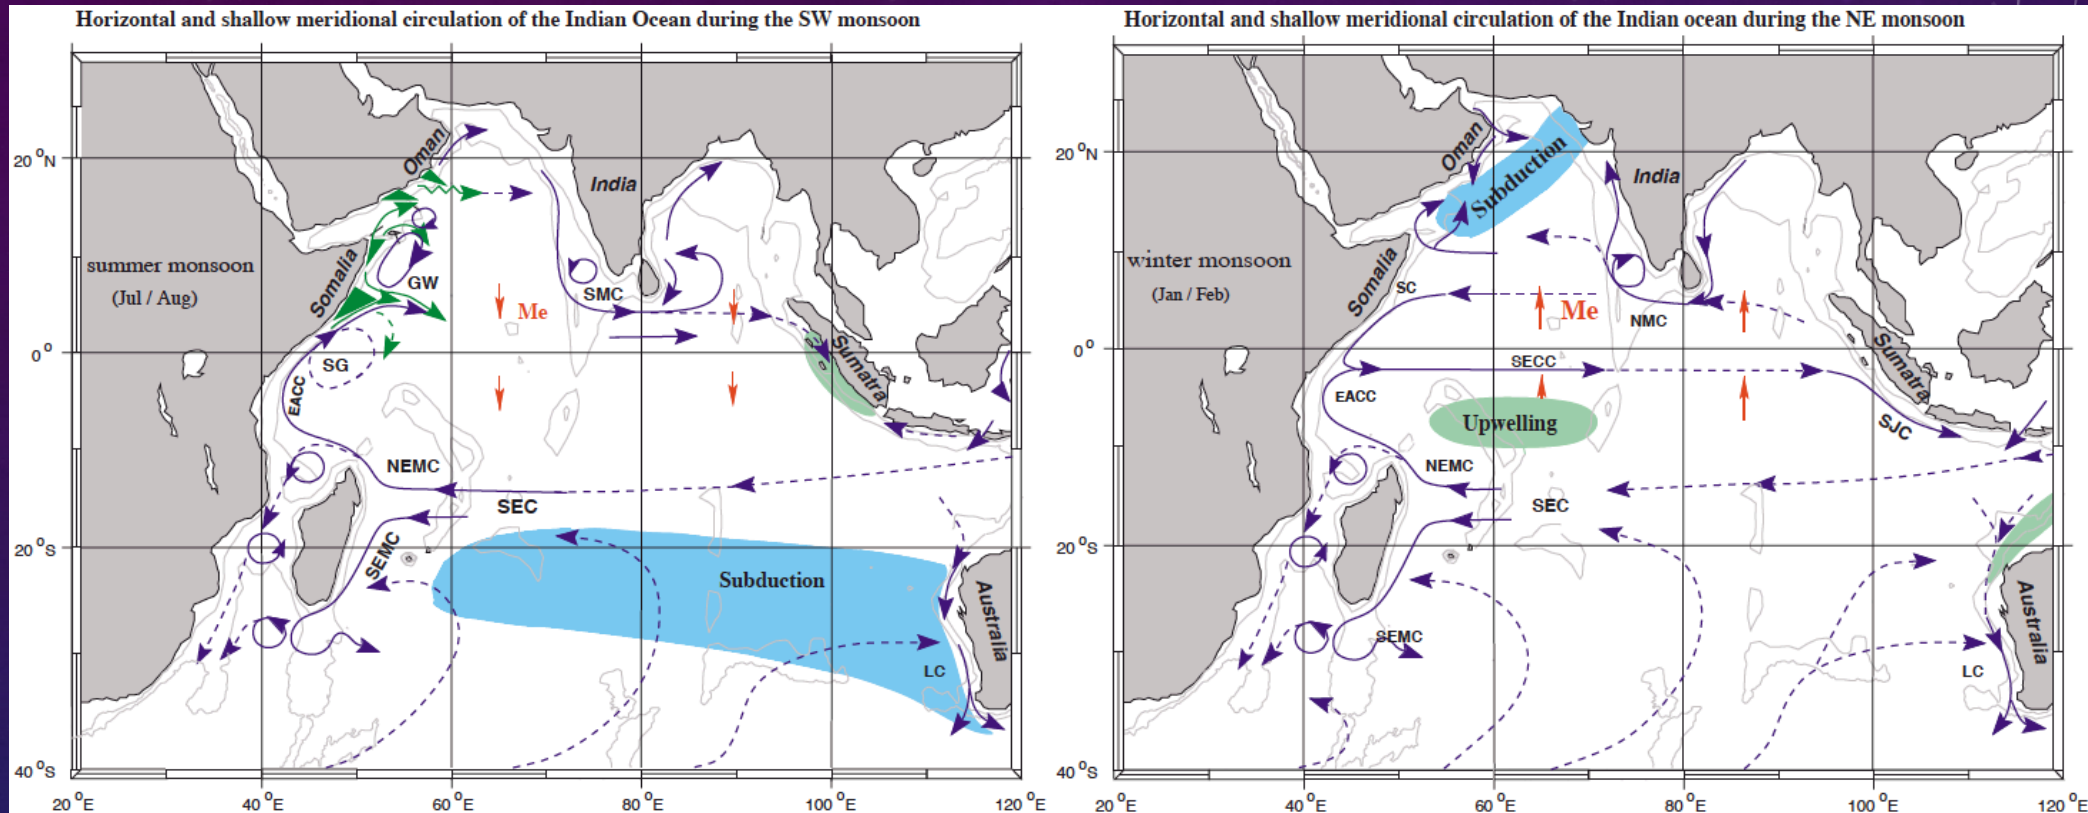 Horizontal and shallow meridional circulation of the Indian Ocean during the SW monsoon
20 °N
0°
20 °S
40 °S
20 °E
40 °E
60 °E
80 °E
100 °E
120 °E
Oman
India
summer monsoon
(Jul / Aug)
Somalia
GW
SMC
Me
SG
Sumatra
EACC
NEMC
SEC
SEMC
Subduction
Australia
LC
Horizontal and shallow meridional circulation of the Indian ocean during the NE monsoon
20 °N
0°
20 °S
40 °S
20 °E
40 °E
60 °E
80 °E
100 °E
120 °E
Oman
Subduction
India
winter monsoon
(Jan / Feb)
Somalia
SC
Me
NMC
SECC
Sumatra
EACC
Upwelling
SJC
NEMC
SEC
SEMC
Australia
LC